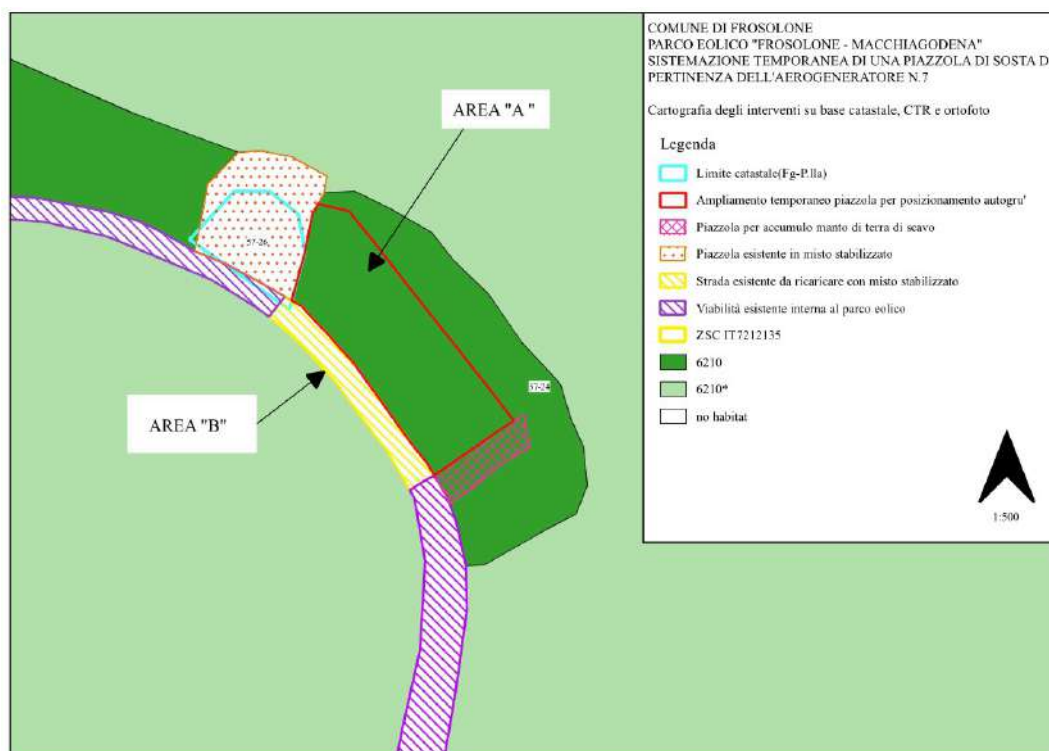 COMUNE DI FROSOLONE
PARCO EOLICO "FROSOLONE - MACCHIAGODENA"
SISTEMAZIONE TEMPORANEA DI UNA PIAZZOLA DI SOSTA D
PERTINENZA DELL'AEROGENERATORE N.7
Cartografia degli interventi su base catastale, CTR e ortofoto
Legenda
Limite catastale(Fg-P.lla)
Ampliamento temporaneo piazzola per posizionamento autogru'
Piazzola per accumulo manto di terra di scavo
Piazzola esistente in misto stabilizzato
Strada esistente da ricaricare con misto stabilizzato
Viabilità esistente interna al parco eolico
ZSC IT7212135
6210
6210*
no habitat
1:500
AREA "A "
57-26
57-24
AREA "B"